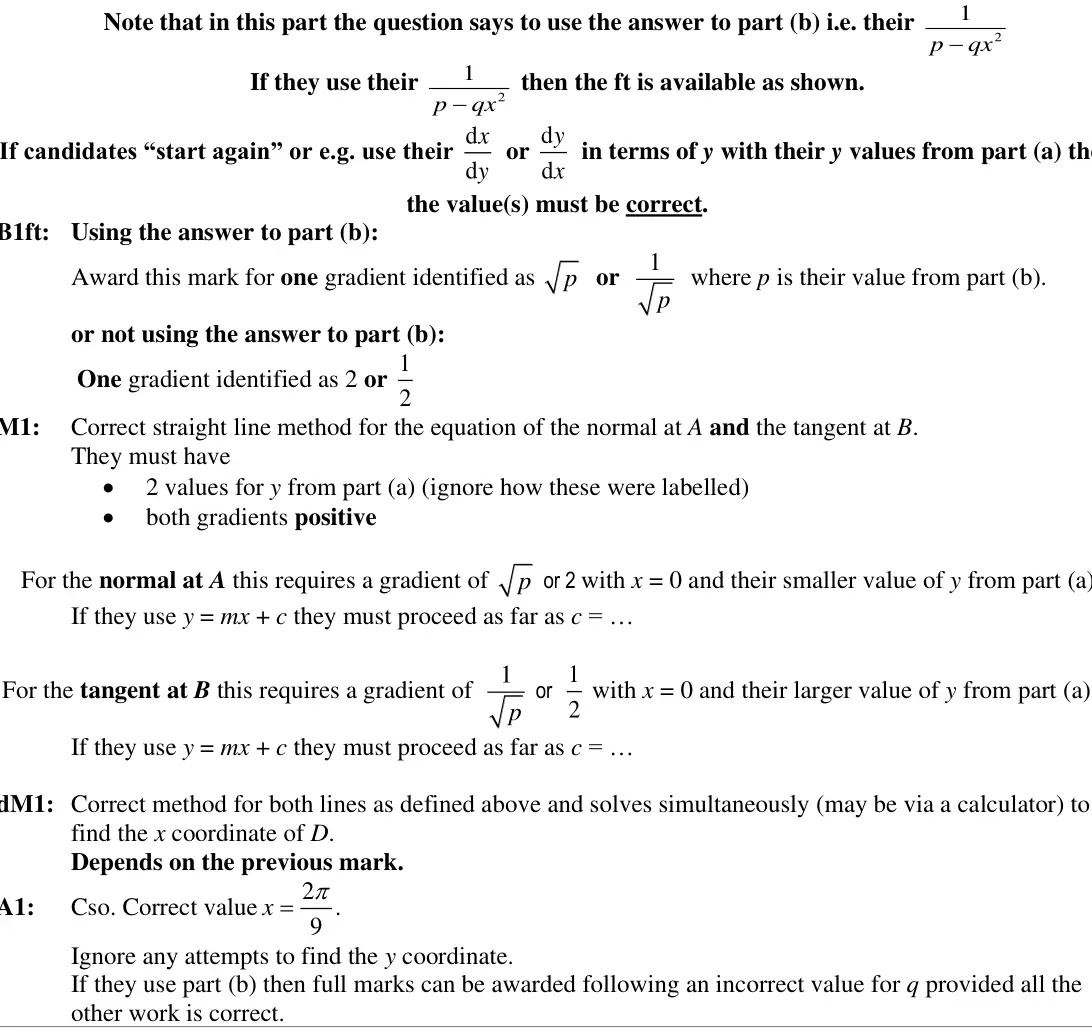 Note that in this part the question says to use the answer to part (b) i.e. their 1/(p − qx²)
If they use their 1/(p − qx²) then the ft is available as shown.
If candidates “start again” or e.g. use their dx/dy or dy/dx in terms of y with their y values from part (a) the
the value(s) must be correct.
B1ft: Using the answer to part (b):
Award this mark for one gradient identified as √p or 1/√p where p is their value from part (b).
or not using the answer to part (b):
One gradient identified as 2 or 1/2
M1: Correct straight line method for the equation of the normal at A and the tangent at B.
They must have
• 2 values for y from part (a) (ignore how these were labelled)
• both gradients positive
For the normal at A this requires a gradient of √p or 2 with x = 0 and their smaller value of y from part (a)
If they use y = mx + c they must proceed as far as c = …
For the tangent at B this requires a gradient of 1/√p or 1/2 with x = 0 and their larger value of y from part (a)
If they use y = mx + c they must proceed as far as c = …
dM1: Correct method for both lines as defined above and solves simultaneously (may be via a calculator) to
find the x coordinate of D.
Depends on the previous mark.
A1: Cso. Correct value x = 2π/9.
Ignore any attempts to find the y coordinate.
If they use part (b) then full marks can be awarded following an incorrect value for q provided all the
other work is correct.